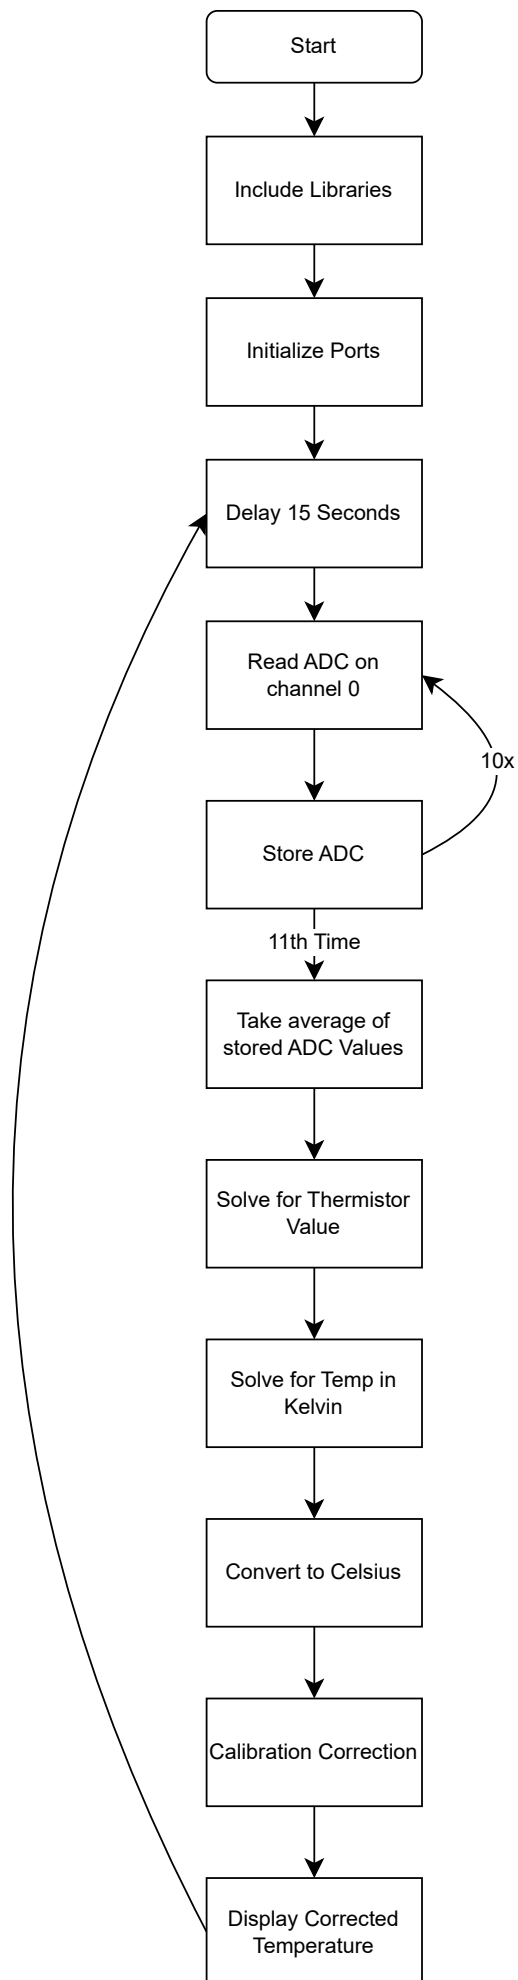 Start
Include Libraries
Initialize Ports
Delay 15 Seconds
Read ADC on
channel 0
10x
Store ADC
11th Time
Take average of
stored ADC Values
Solve for Thermistor
Value
Solve for Temp in
Kelvin
Convert to Celsius
Calibration Correction
Display Corrected
Temperature